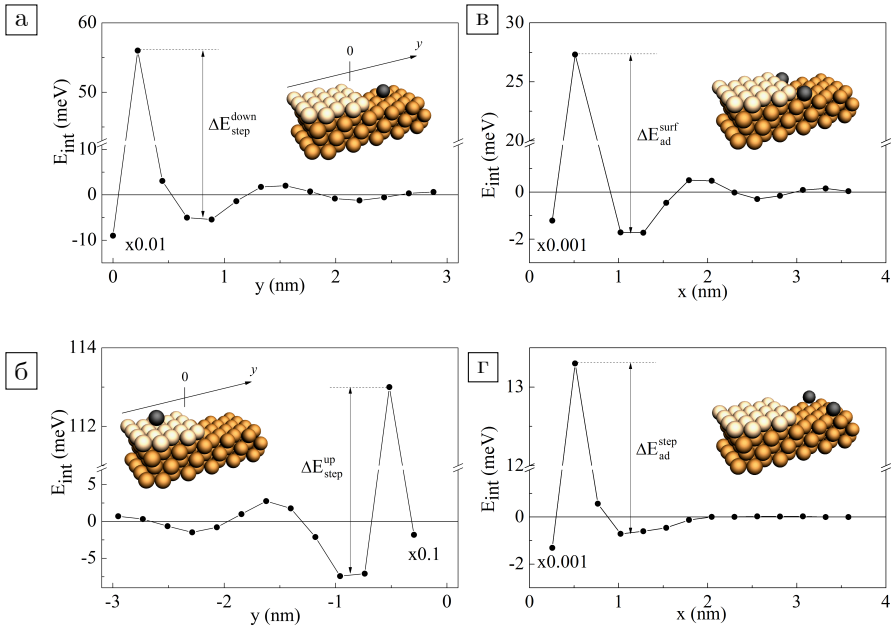 а
60
50
10
0
-10
E_int (meV)
ΔE_step^down
x0.01
0
y
0
1
2
3
y (nm)
в
30
25
20
0
-2
E_int (meV)
ΔE_ad^surf
x0.001
0
1
2
3
4
x (nm)
б
114
112
5
0
-5
E_int (meV)
0
y
ΔE_step^up
x0.1
-3
-2
-1
0
y (nm)
г
13
12
0
-2
E_int (meV)
ΔE_ad^step
x0.001
0
1
2
3
4
x (nm)